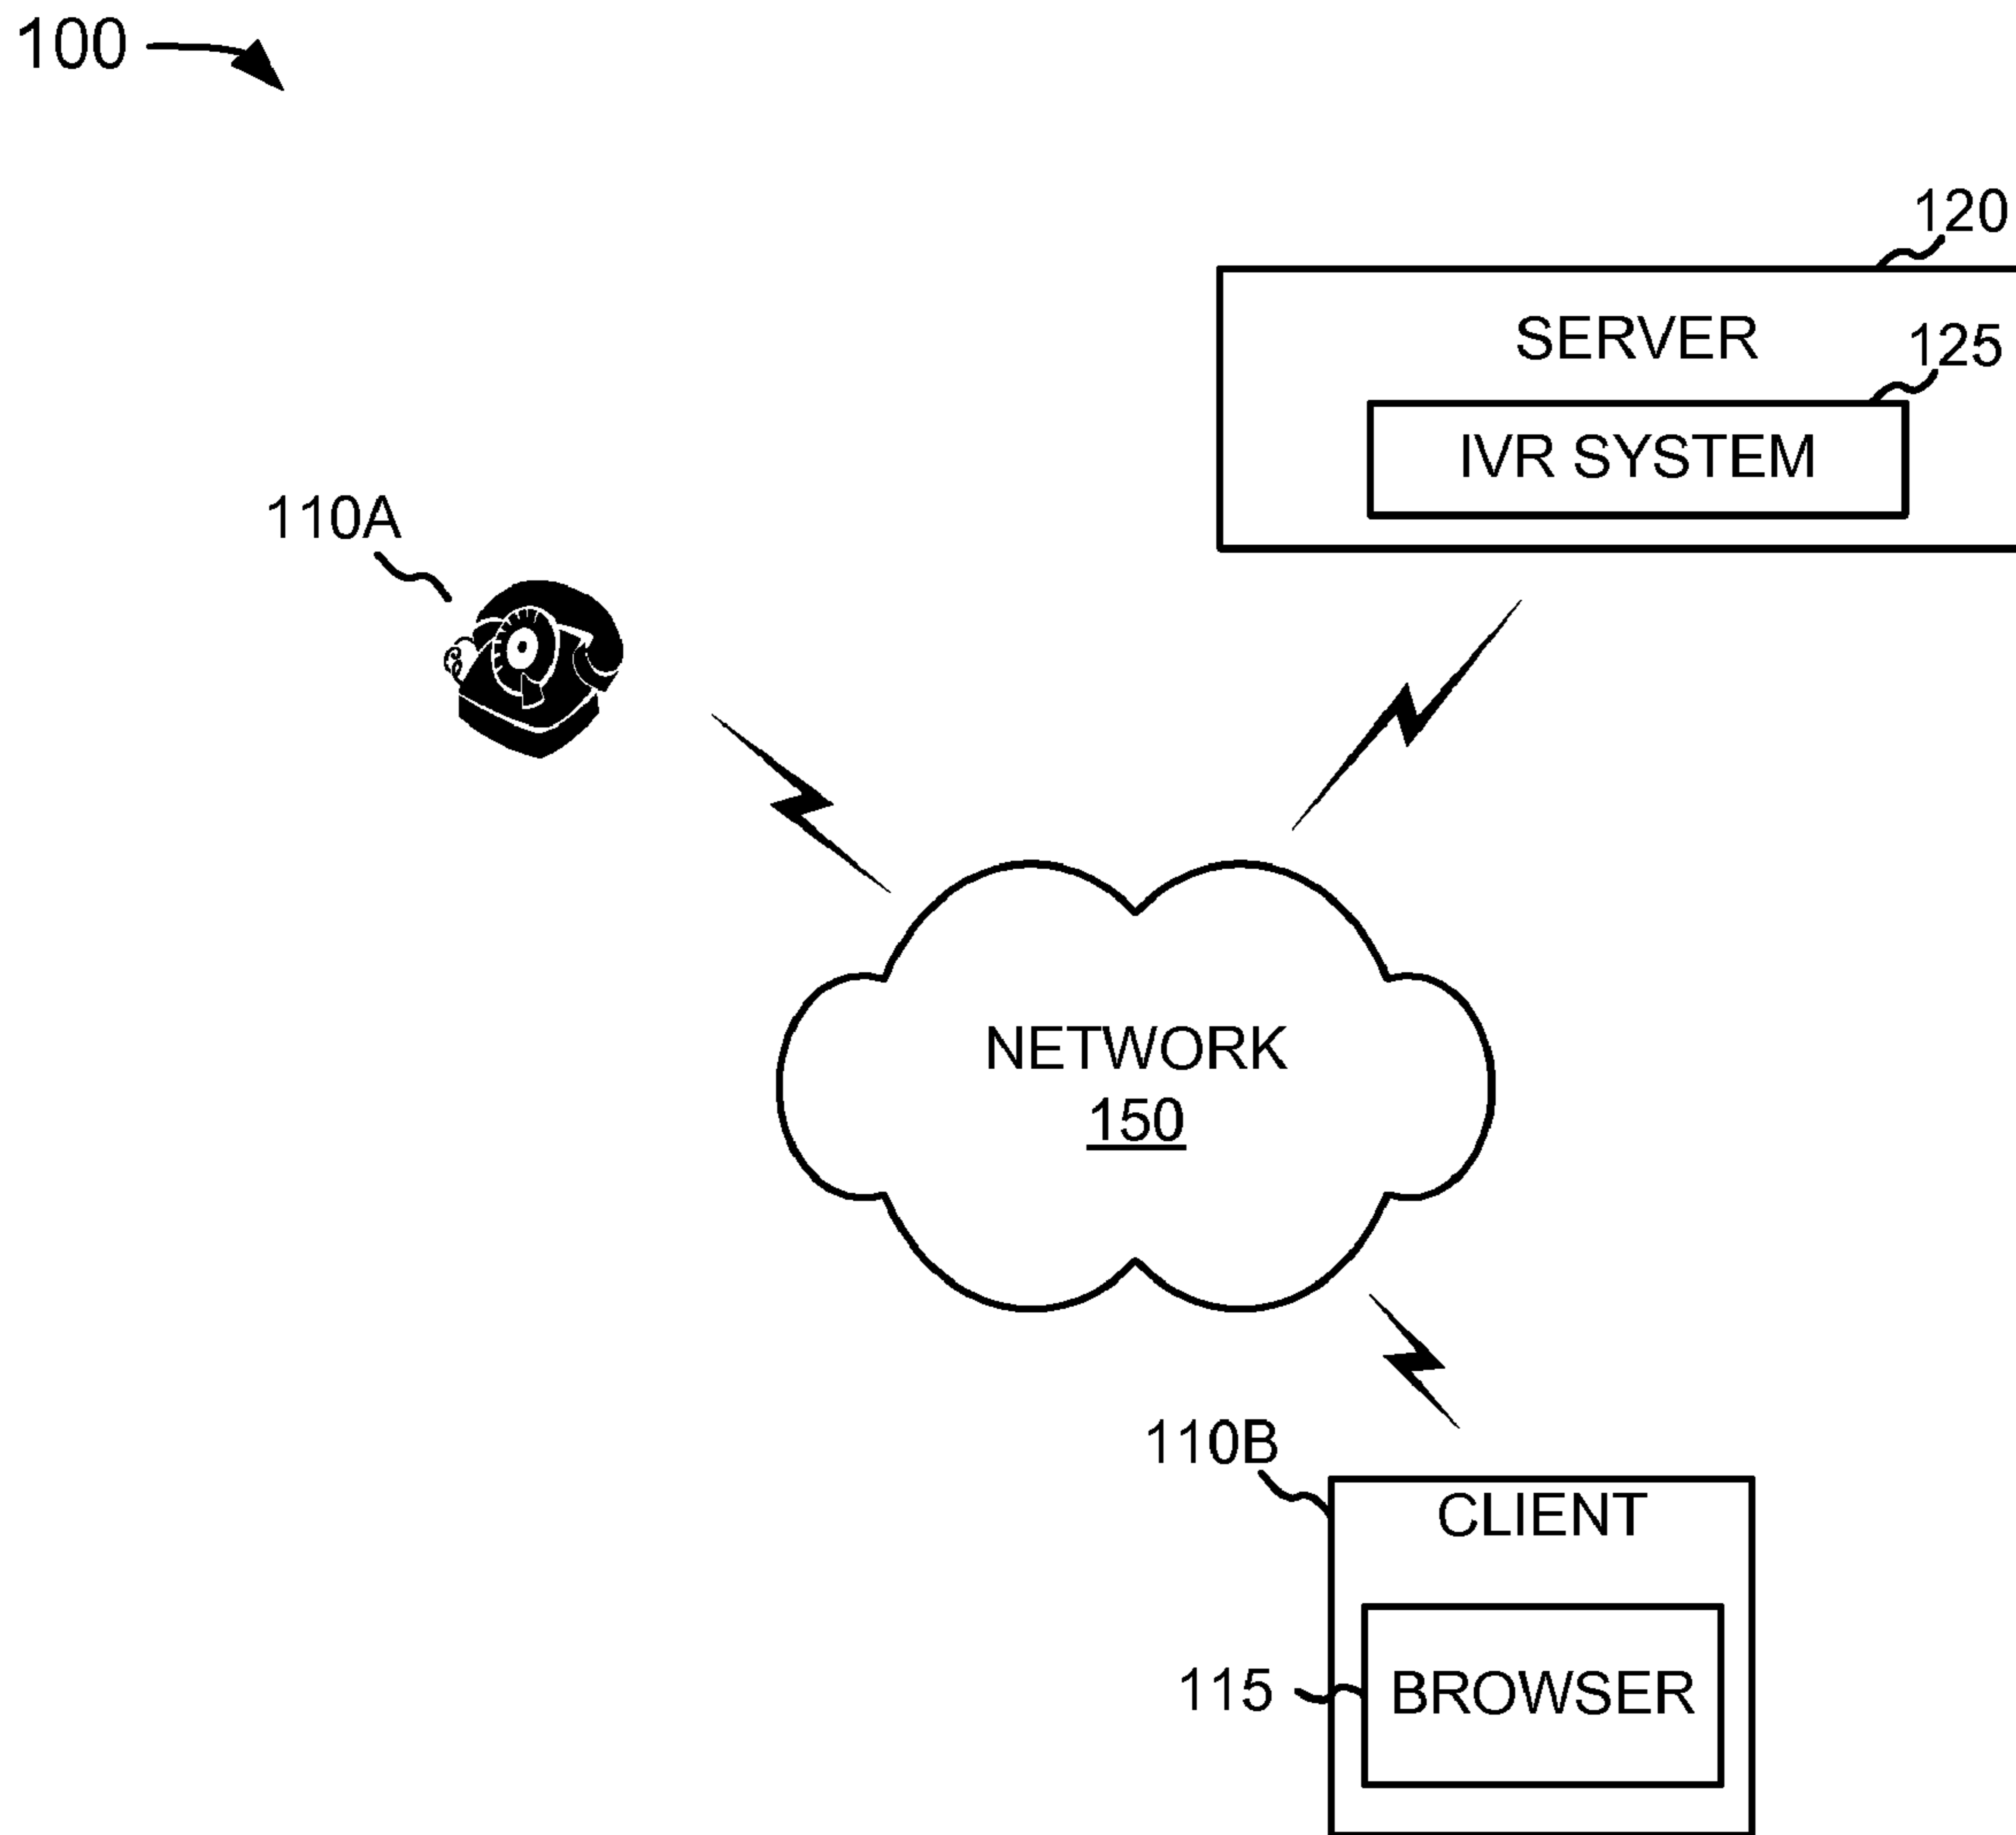 100
120
SERVER
125
IVR SYSTEM
110A
NETWORK
150
110B
CLIENT
115
BROWSER